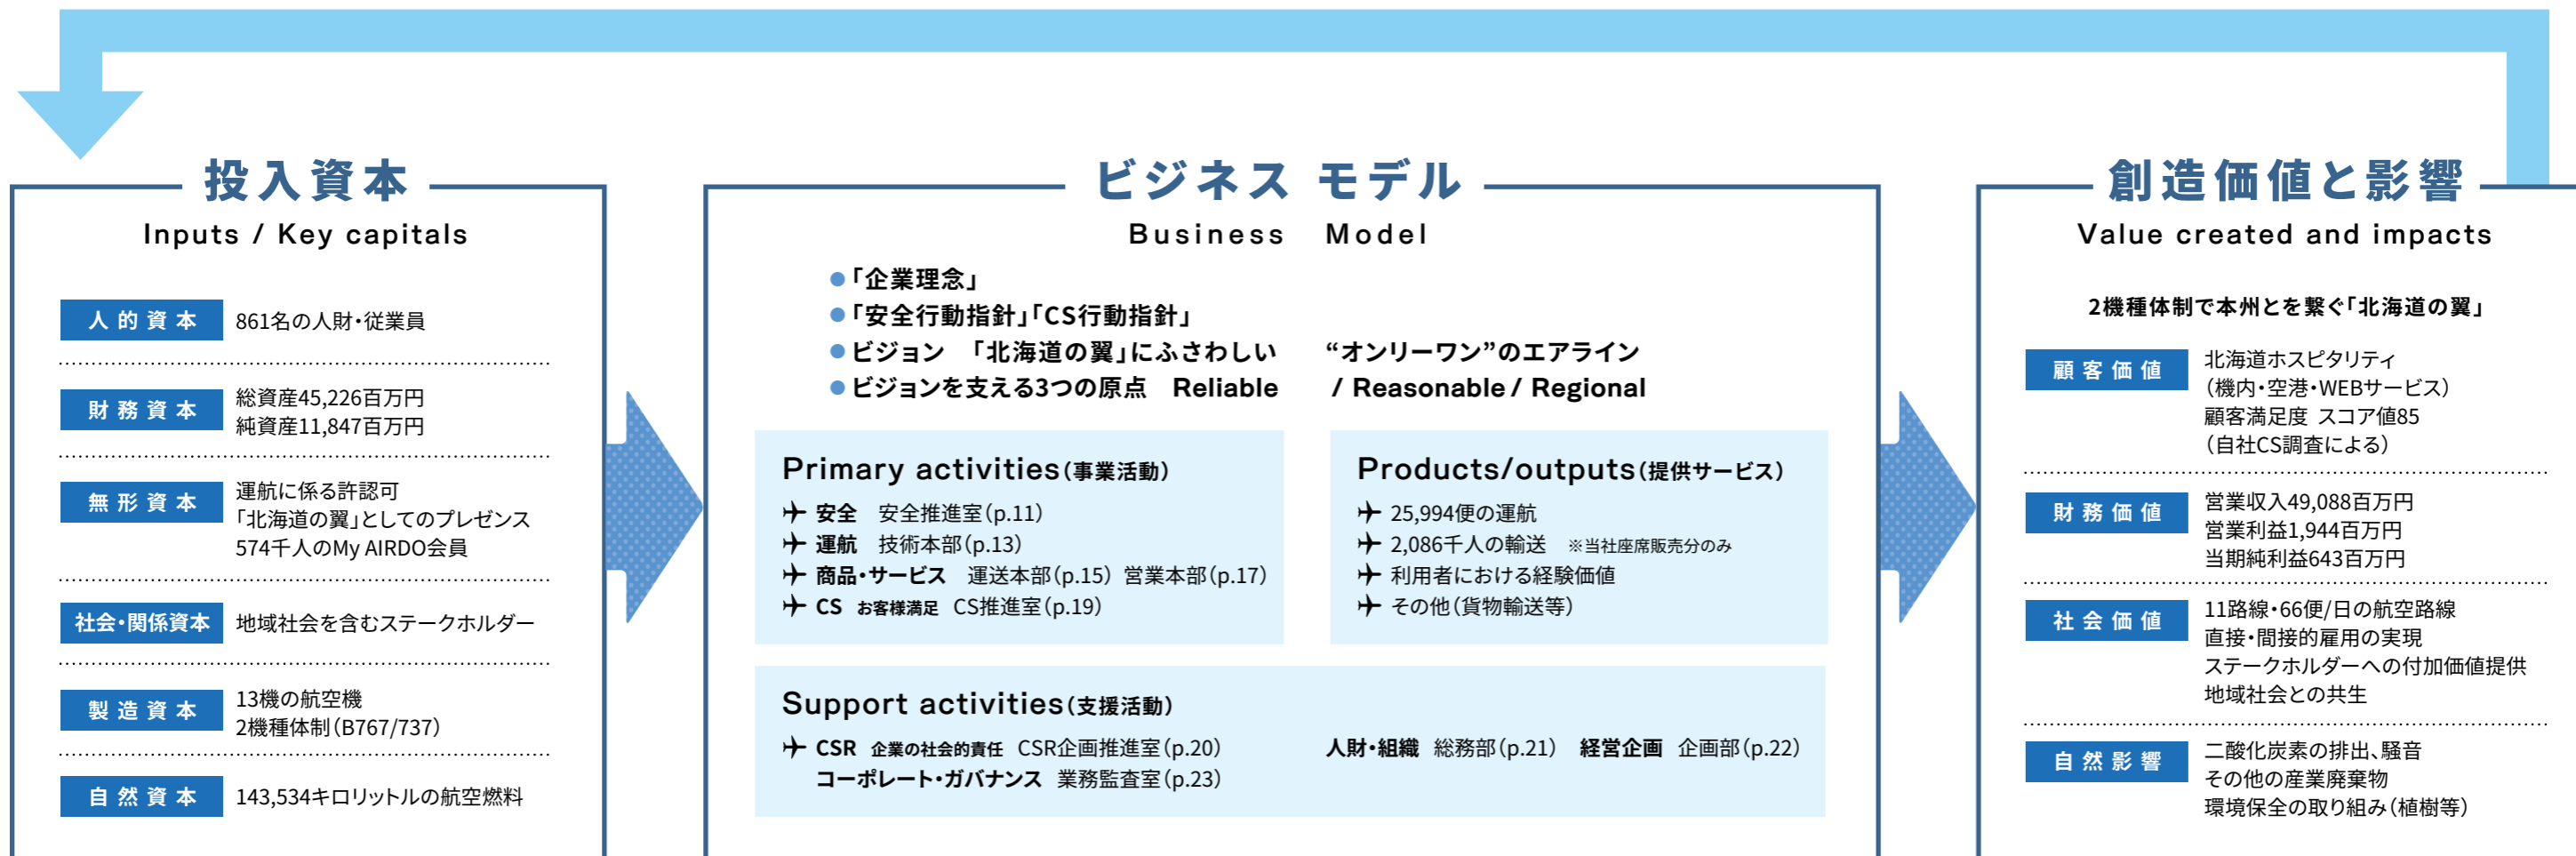 投入資本
Inputs / Key capitals
人的資本 861名の人財・従業員
財務資本 総資産45,226百万円
純資産11,847百万円
無形資本 運航に係る許認可
「北海道の翼」としてのプレゼンス
574千人のMy AIRDO会員
社会・関係資本 地域社会を含むステークホルダー
製造資本 13機の航空機
2機種体制（B767/737）
自然資本 143,534キロリットルの航空燃料
ビジネス モデル
Business Model
●「企業理念」
●「安全行動指針」「CS行動指針」
●ビジョン 「北海道の翼」にふさわしい “オンリーワン”のエアライン
●ビジョンを支える3つの原点 Reliable / Reasonable / Regional
Primary activities（事業活動）
安全 安全推進室（p.11）
運航 技術本部（p.13）
商品・サービス 運送本部（p.15） 営業本部（p.17）
CS お客様満足 CS推進室（p.19）
Products/outputs（提供サービス）
25,994便の運航
2,086千人の輸送 ※当社座席販売分のみ
利用者における経験価値
その他（貨物輸送等）
Support activities（支援活動）
CSR 企業の社会的責任 CSR企画推進室（p.20） 人財・組織 総務部（p.21） 経営企画 企画部（p.22）
コーポレート・ガバナンス 業務監査室（p.23）
創造価値と影響
Value created and impacts
2機種体制で本州とを繋ぐ「北海道の翼」
顧客価値 北海道ホスピタリティ
（機内・空港・WEBサービス）
顧客満足度 スコア値85
（自社CS調査による）
財務価値 営業収入49,088百万円
営業利益1,944百万円
当期純利益643百万円
社会価値 11路線・66便/日の航空路線
直接・間接的雇用の実現
ステークホルダーへの付加価値提供
地域社会との共生
自然影響 二酸化炭素の排出、騒音
その他の産業廃棄物
環境保全の取り組み（植樹等）